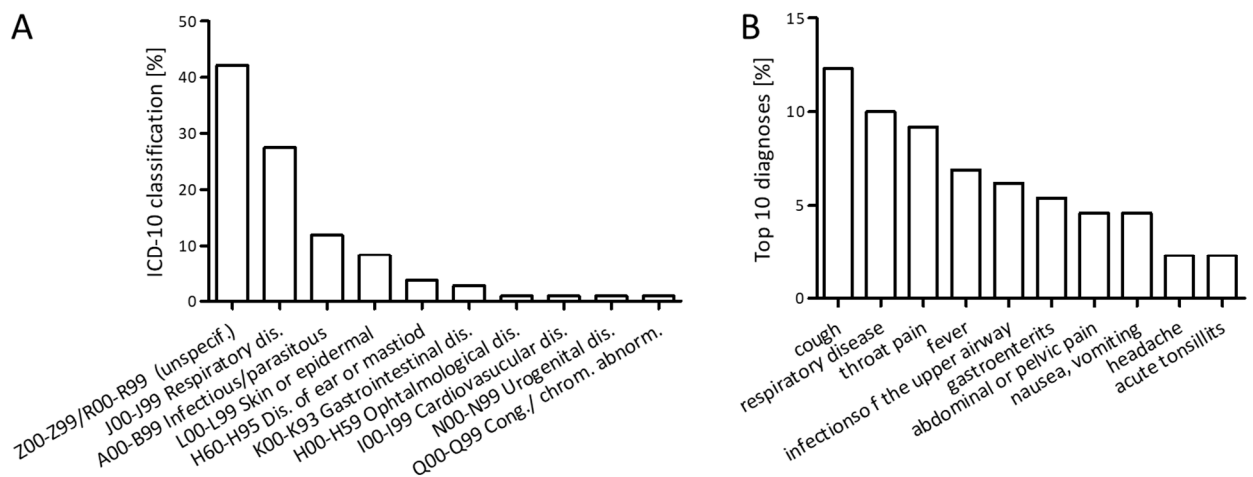 A
ICD-10 classification [%]
50
40
30
20
10
0
Z00-Z99/R00-R99 (unspecif.)
J00-J99 Respiratory dis.
A00-B99 Infectious/parasitous
L00-L99 Skin or epidermal
H60-H95 Dis. of ear or mastiod
K00-K93 Gastrointestinal dis.
H00-H59 Ophtalmological dis.
I00-I99 Cardiovascular dis.
N00-N99 Urogenital dis.
Q00-Q99 Cong./ chrom. abnorm.
B
Top 10 diagnoses [%]
15
10
5
0
cough
respiratory disease
throat pain
fever
infectionso f the upper airway
gastroenterits
abdominal or pelvic pain
nausea, vomiting
headache
acute tonsillits